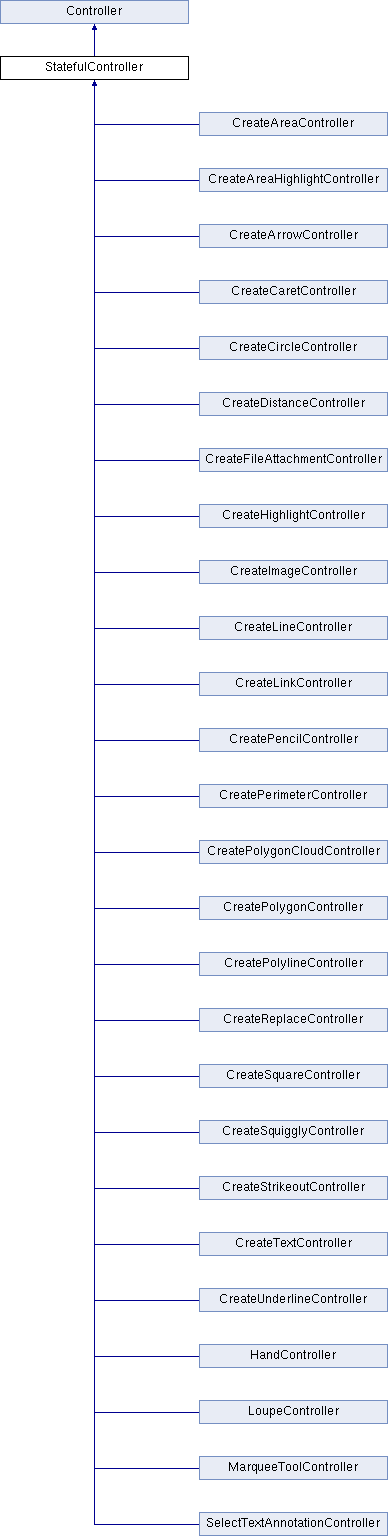 Controller
StatefulController
CreateAreaController
CreateAreaHighlightController
CreateArrowController
CreateCaretController
CreateCircleController
CreateDistanceController
CreateFileAttachmentController
CreateHighlightController
CreateImageController
CreateLineController
CreateLinkController
CreatePencilController
CreatePerimeterController
CreatePolygonCloudController
CreatePolygonController
CreatePolylineController
CreateReplaceController
CreateSquareController
CreateSquigglyController
CreateStrikeoutController
CreateTextController
CreateUnderlineController
HandController
LoupeController
MarqueeToolController
SelectTextAnnotationController